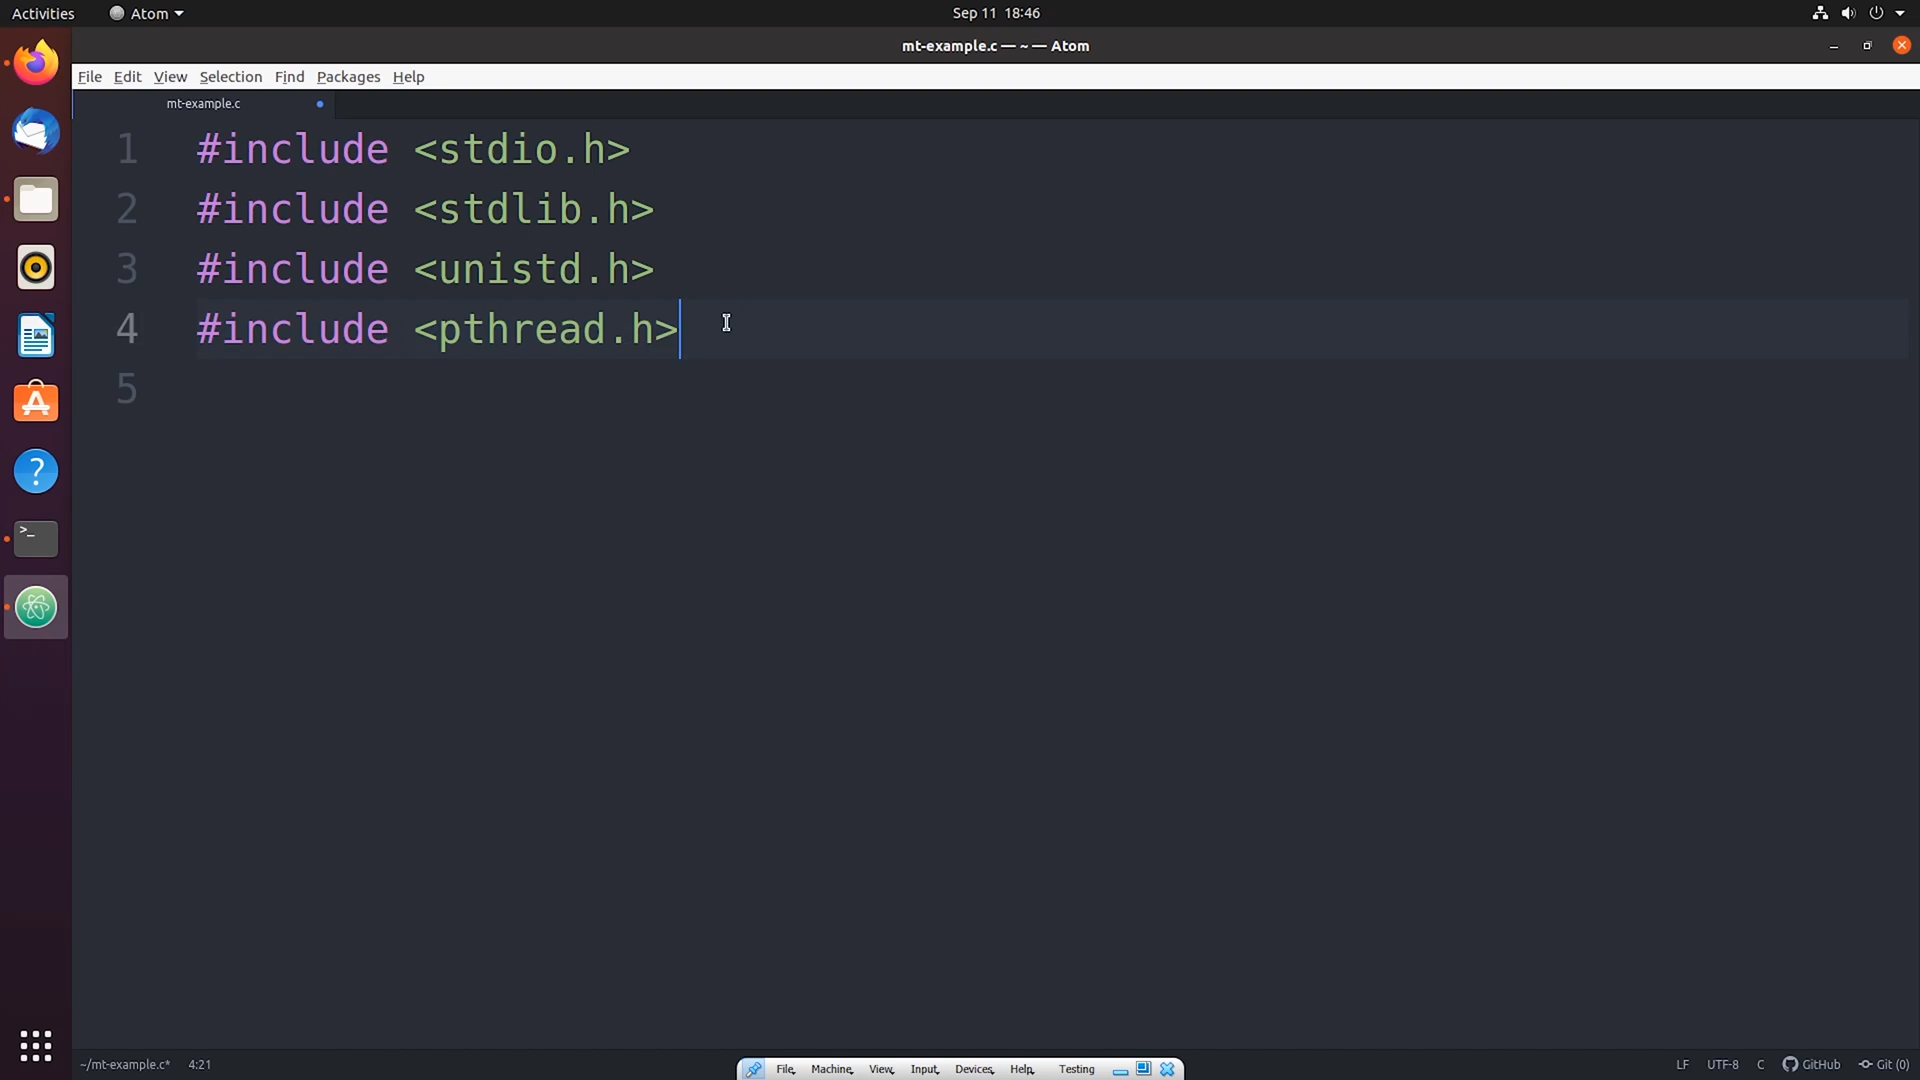 Activities Atom Sep 11 18:46
mt-example.c — ~ — Atom
File Edit View Selection Find Packages Help
mt-example.c
1 #include <stdio.h>
2 #include <stdlib.h>
3 #include <unistd.h>
4 #include <pthread.h>
5
~/mt-example.c* 4:21 LF UTF-8 C GitHub Git (0)
File Machine View Input Devices Help Testing